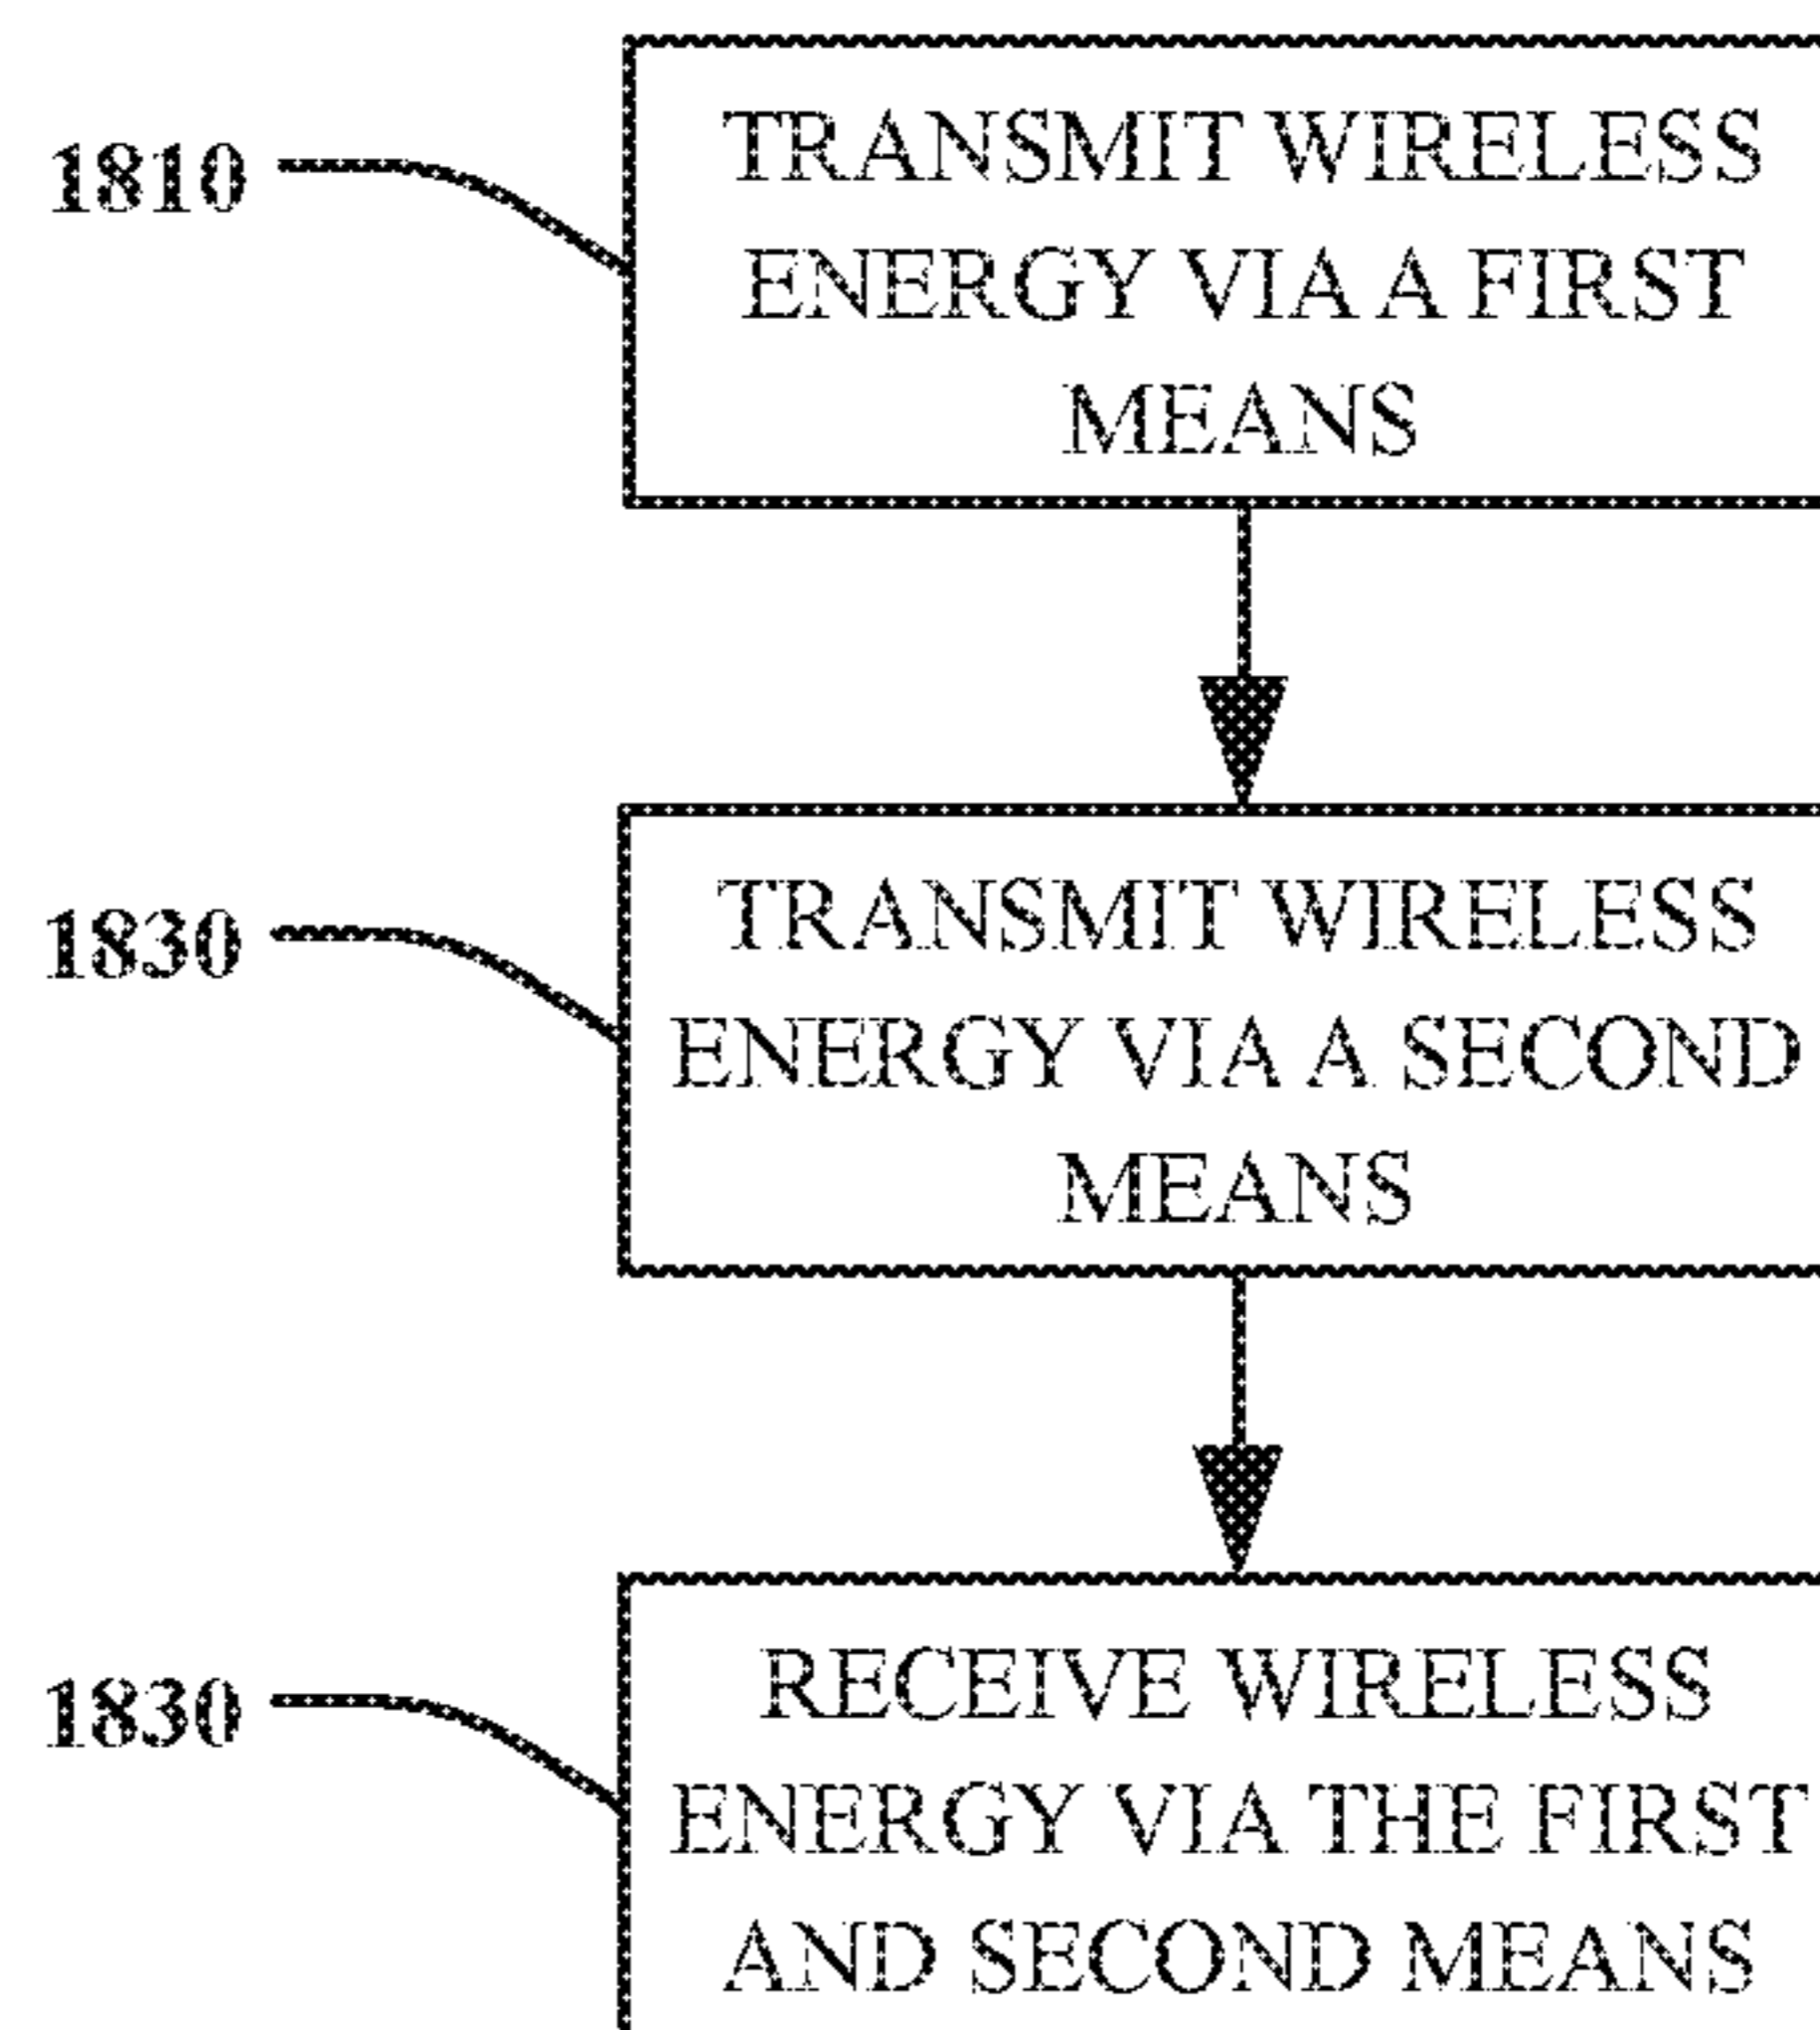 1810
TRANSMIT WIRELESS
ENERGY VIA A FIRST
MEANS
1830
TRANSMIT WIRELESS
ENERGY VIA A SECOND
MEANS
1830
RECEIVE WIRELESS
ENERGY VIA THE FIRST
AND SECOND MEANS